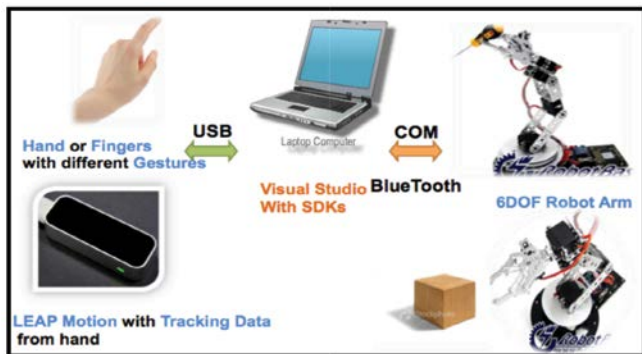 Hand or Fingers
with different Gestures
USB
Laptop Computer
COM
BlueTooth
Visual Studio
With SDKs
6DOF Robot Arm
LEAP Motion with Tracking Data
from hand